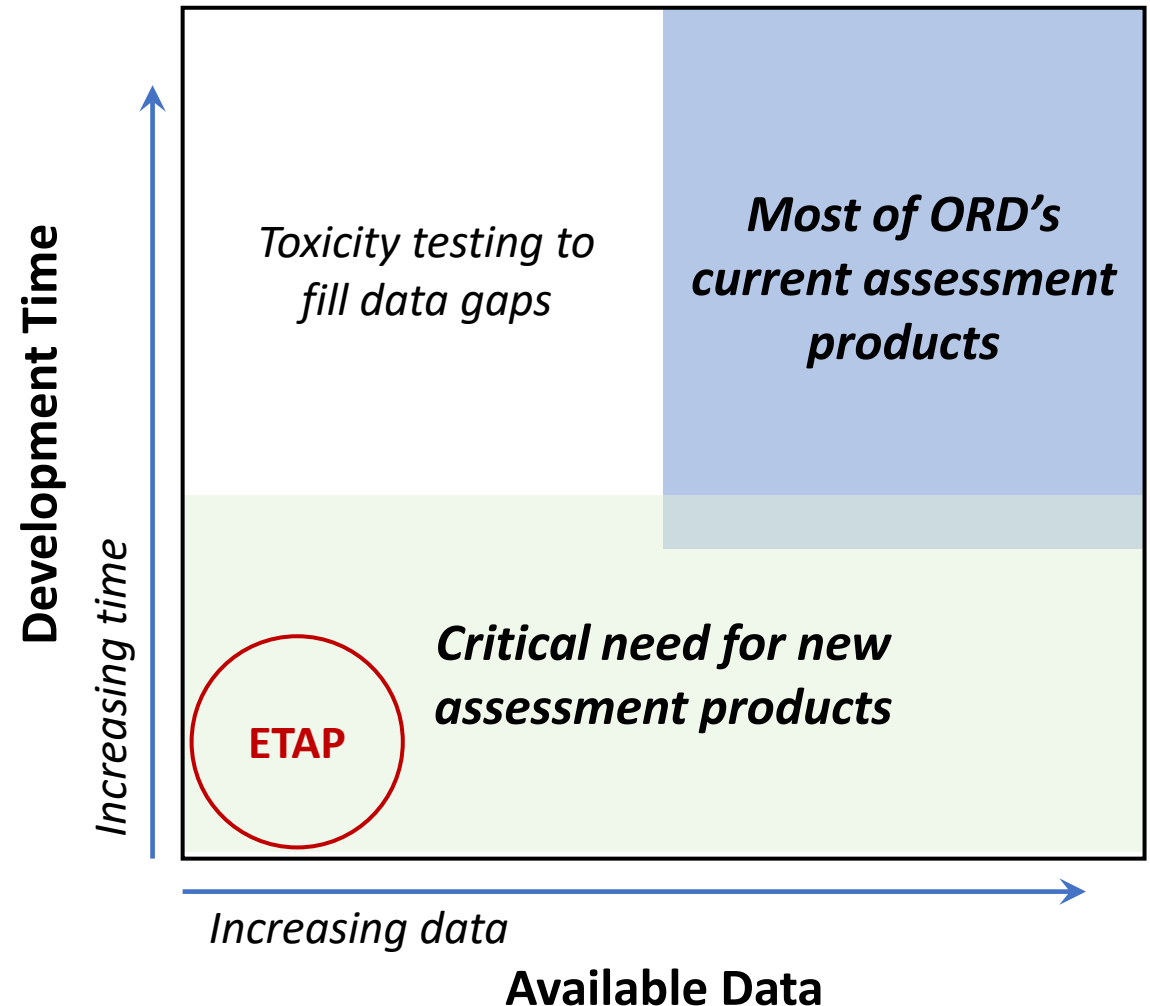 Development Time
Increasing time
Toxicity testing to
fill data gaps
Most of ORD’s
current assessment
products
Critical need for new
assessment products
ETAP
Increasing data
Available Data